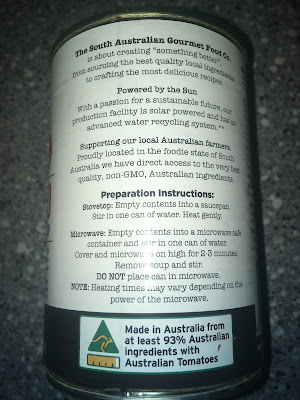 The South Australian Gourmet Food Co.
is about creating "something better"
from sourcing the best quality local ingredients
to crafting the most delicious recipes.
Powered by the Sun
With a passion for a sustainable future, our
production facility is solar powered and has an
advanced water recycling system.**
Supporting our local Australian farmers.
Proudly located in the foodie state of South
Australia we have direct access to the very best
quality, non-GMO, Australian ingredients.
Preparation Instructions:
Stovetop: Empty contents into a saucepan.
Stir in one can of water. Heat gently.
Microwave: Empty contents into a microwave safe
container and stir in one can of water.
Cover and microwave on high for 2-3 minutes.
Remove soup and stir.
DO NOT place can in microwave.
NOTE: Heating times may vary depending on the
power of the microwave.
Made in Australia from
at least 93% Australian
ingredients with
Australian Tomatoes